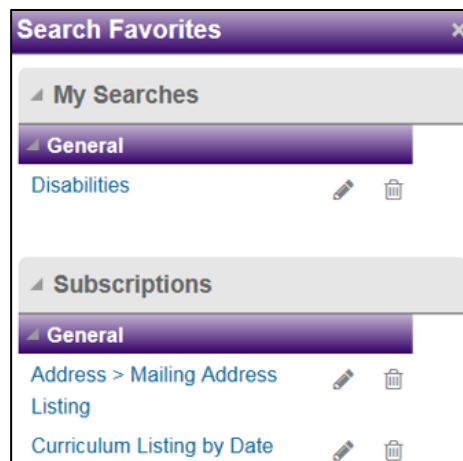 Search Favorites
My Searches
General
Disabilities
Subscriptions
General
Address > Mailing Address
Listing
Curriculum Listing by Date